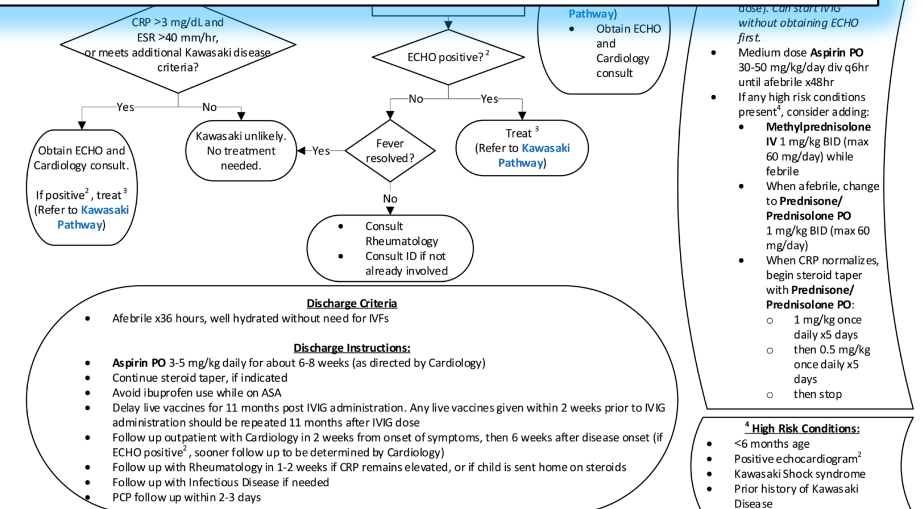 CRP >3 mg/dL and
ESR >40 mm/hr,
or meets additional Kawasaki disease
criteria?
Yes
No
Obtain ECHO and
Cardiology consult.
If positive², treat³
(Refer to Kawasaki
Pathway)
Kawasaki unlikely.
No treatment
needed.
ECHO positive? ²
No
Yes
Yes
Fever
resolved?
No
Treat ³
(Refer to Kawasaki
Pathway)
• Consult
Rheumatology
• Consult ID if not
already involved
Pathway)
• Obtain ECHO
and
Cardiology
consult
Discharge Criteria
• Afebrile x36 hours, well hydrated without need for IVFs
Discharge Instructions:
• Aspirin PO 3-5 mg/kg daily for about 6-8 weeks (as directed by Cardiology)
• Continue steroid taper, if indicated
• Avoid ibuprofen use while on ASA
• Delay live vaccines for 11 months post IVIG administration. Any live vaccines given within 2 weeks prior to IVIG
administration should be repeated 11 months after IVIG dose
• Follow up outpatient with Cardiology in 2 weeks from onset of symptoms, then 6 weeks after disease onset (if
ECHO positive², sooner follow up to be determined by Cardiology)
• Follow up with Rheumatology in 1-2 weeks if CRP remains elevated, or if child is sent home on steroids
• Follow up with Infectious Disease if needed
• PCP follow up within 2-3 days
dose). Can start IVIG
without obtaining ECHO
first.
• Medium dose Aspirin PO
30-50 mg/kg/day div q6hr
until afebrile x48hr
• If any high risk conditions
present⁴, consider adding:
• Methylprednisolone
IV 1 mg/kg BID (max
60 mg/day) while
febrile
• When afebrile, change
to Prednisone/
Prednisolone PO
1 mg/kg BID (max 60
mg/day)
• When CRP normalizes,
begin steroid taper
with Prednisone/
Prednisolone PO:
o 1 mg/kg once
daily x5 days
o then 0.5 mg/kg
once daily x5
days
o then stop
⁴ High Risk Conditions:
• <6 months age
• Positive echocardiogram²
• Kawasaki Shock syndrome
• Prior history of Kawasaki
Disease